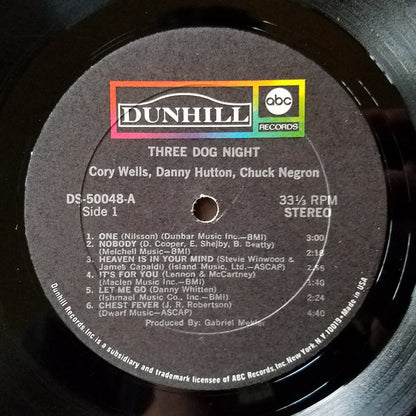 DUNHILL
abc
RECORDS
THREE DOG NIGHT
Cory Wells, Danny Hutton, Chuck Negron
DS-50048-A
Side 1
33⅓ RPM
STEREO
1. ONE (Nilsson) (Dunbar Music Inc.—BMI) 3:00
2. NOBODY (D. Cooper, E. Shelby, B. Beatty)
(Metchell Music—BMI) 2:18
3. HEAVEN IS IN YOUR MIND (Stevie Winwood &
James Capaldi) (Island Music, Ltd.—ASCAP) 2:55
4. IT'S FOR YOU (Lennon & McCartney)
(Maclen Music Inc.—BMI) 1:40
5. LET ME GO (Danny Whitten)
(Ishmael Music Co., Inc.—BMI) 2:24
6. CHEST FEVER (J. R. Robertson)
(Dwarf Music—ASCAP) 4:40
Produced By: Gabriel Mekler
Dunhill Records, Inc. is a subsidiary and trademark licensee of ABC Records, Inc. New York, N.Y. 10019 • Made in USA